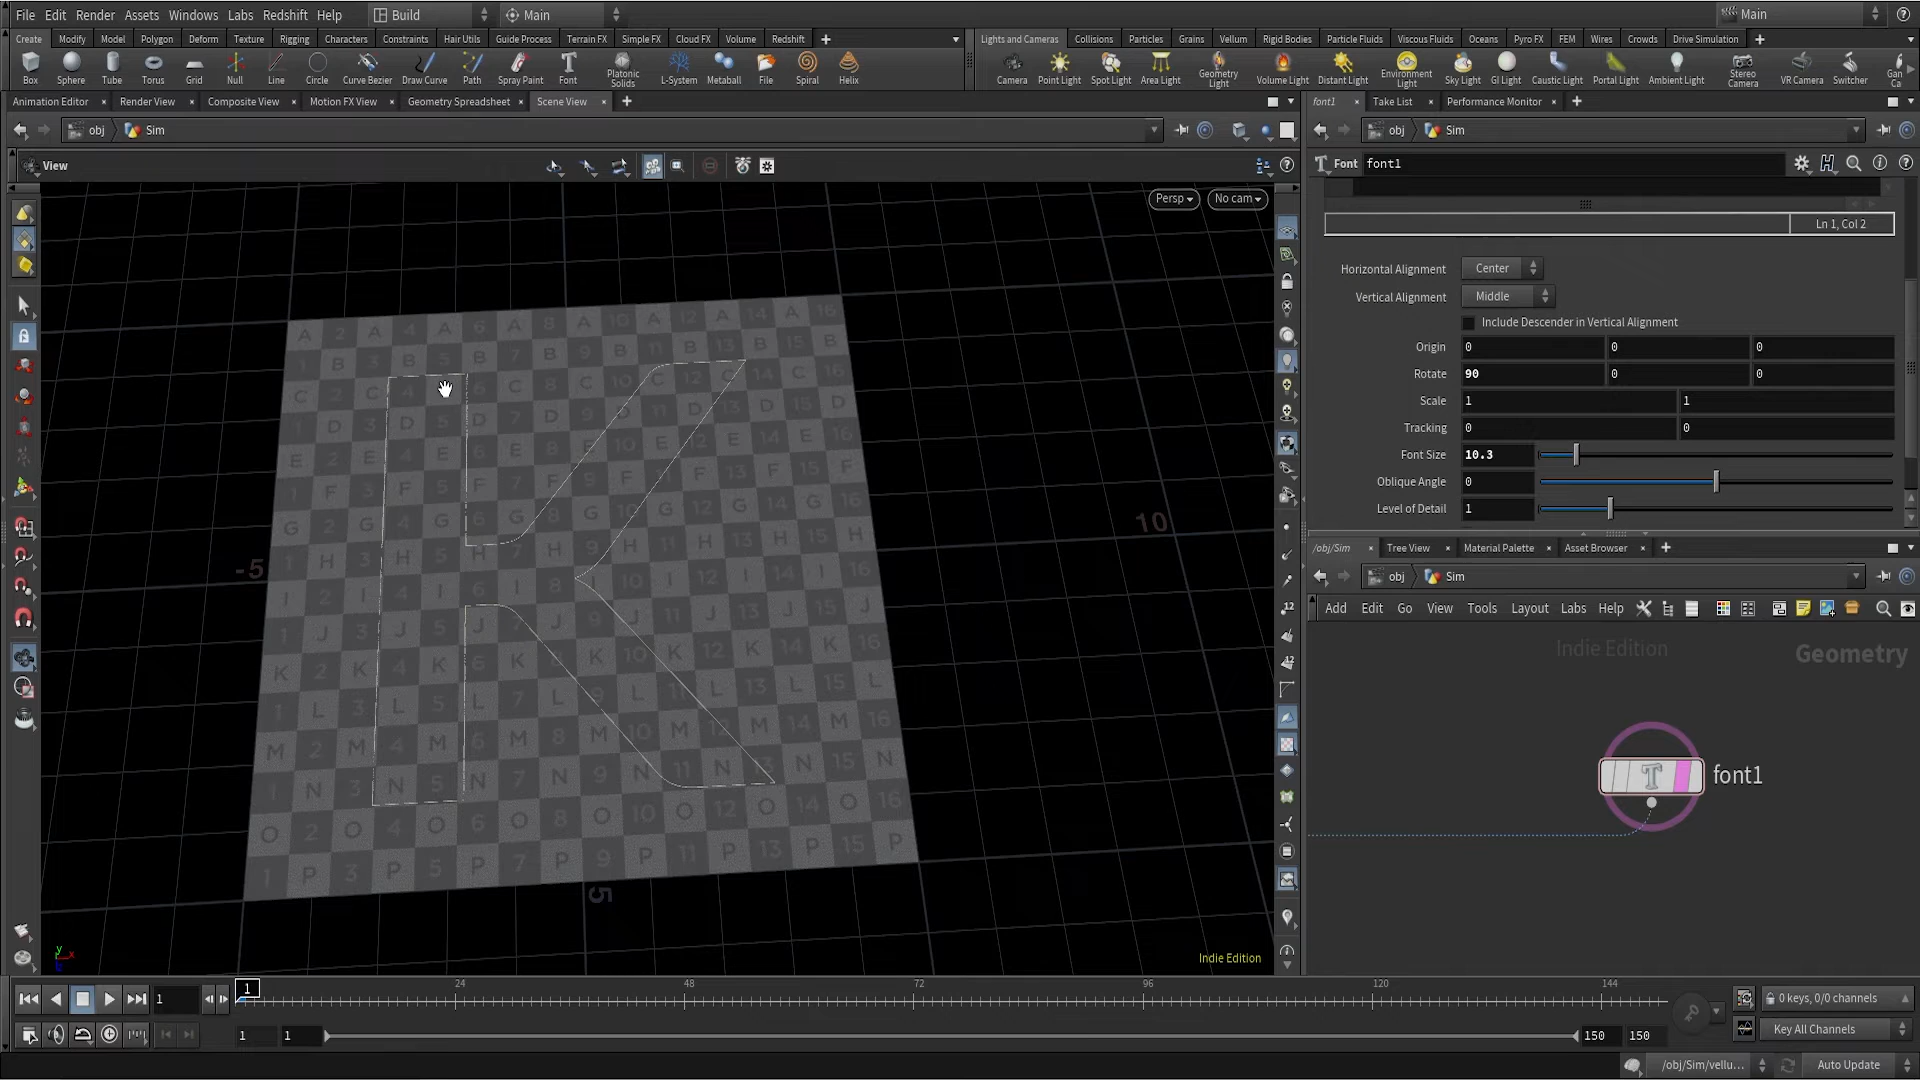 File Edit Render Assets Windows Labs Redshift Help Build Main Main
Create Modify Model Polygon Deform Texture Rigging Characters Constraints Hair Utils Guide Process Terrain FX Simple FX Cloud FX Volume Redshift
Lights and Cameras Collisions Particles Grains Vellum Rigid Bodies Particle Fluids Viscous Fluids Oceans Pyro FX FEM Wires Crowds Drive Simulation
Box Sphere Tube Torus Grid Null Line Circle Curve Bezier Draw Curve Path Spray Paint Font Platonic Solids L-System Metaball File Spiral Helix
Camera Point Light Spot Light Area Light Geometry Light Volume Light Distant Light Environment Light Sky Light GI Light Caustic Light Portal Light Ambient Light Stereo Camera VR Camera Switcher Gan Ca
Animation Editor Render View Composite View Motion FX View Geometry Spreadsheet Scene View
font1 Take List Performance Monitor
obj Sim
obj Sim
View
Font font1
Persp No cam
Ln 1, Col 2
Horizontal Alignment Center
Vertical Alignment Middle
Include Descender in Vertical Alignment
Origin 0 0 0
Rotate 90 0 0
Scale 1 1
Tracking 0 0
Font Size 10.3
Oblique Angle 0
Level of Detail 1
-5
10
5
Indie Edition
/obj/Sim Tree View Material Palette Asset Browser
obj Sim
Add Edit Go View Tools Layout Labs Help
Indie Edition
Geometry
font1
1 1 24 48 72 96 120 144
0 keys, 0/0 channels
1 1 150 150
Key All Channels
/obj/Sim/vellu... Auto Update